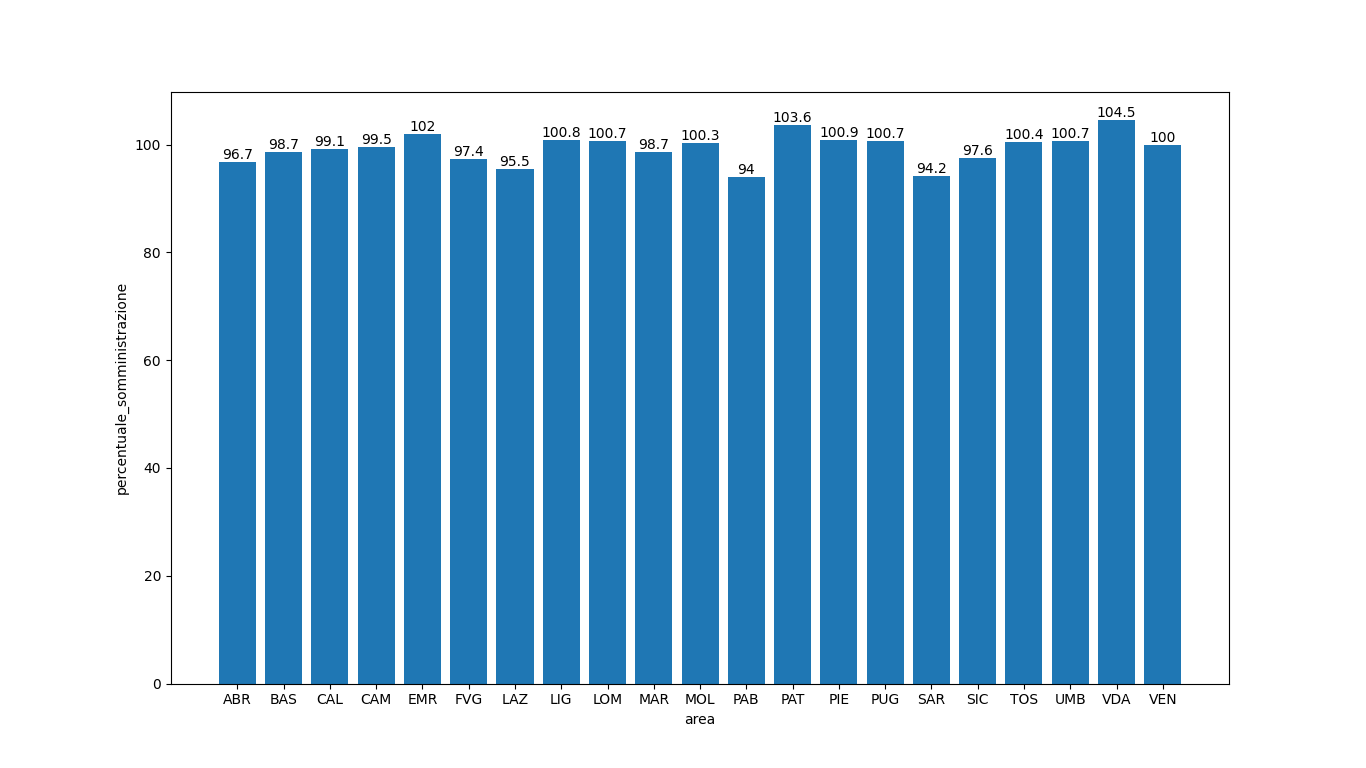 96.7 98.7 99.1 99.5 102 97.4 95.5 100.8 100.7 98.7 100.3 94 103.6 100.9 100.7 94.2 97.6 100.4 100.7 104.5 100
100
80
60
40
20
0
percentuale_somministrazione
ABR BAS CAL CAM EMR FVG LAZ LIG LOM MAR MOL PAB PAT PIE PUG SAR SIC TOS UMB VDA VEN
area